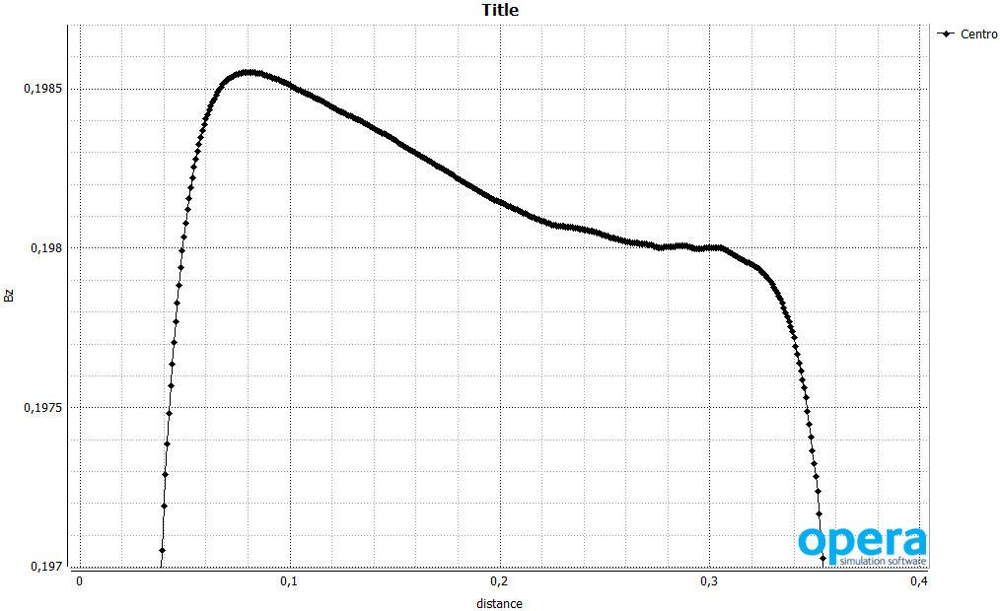 Title
Centro
0,1985
0,198
Bz
0,1975
0,197
0
0,1
0,2
0,3
0,4
distance
opera
simulation software